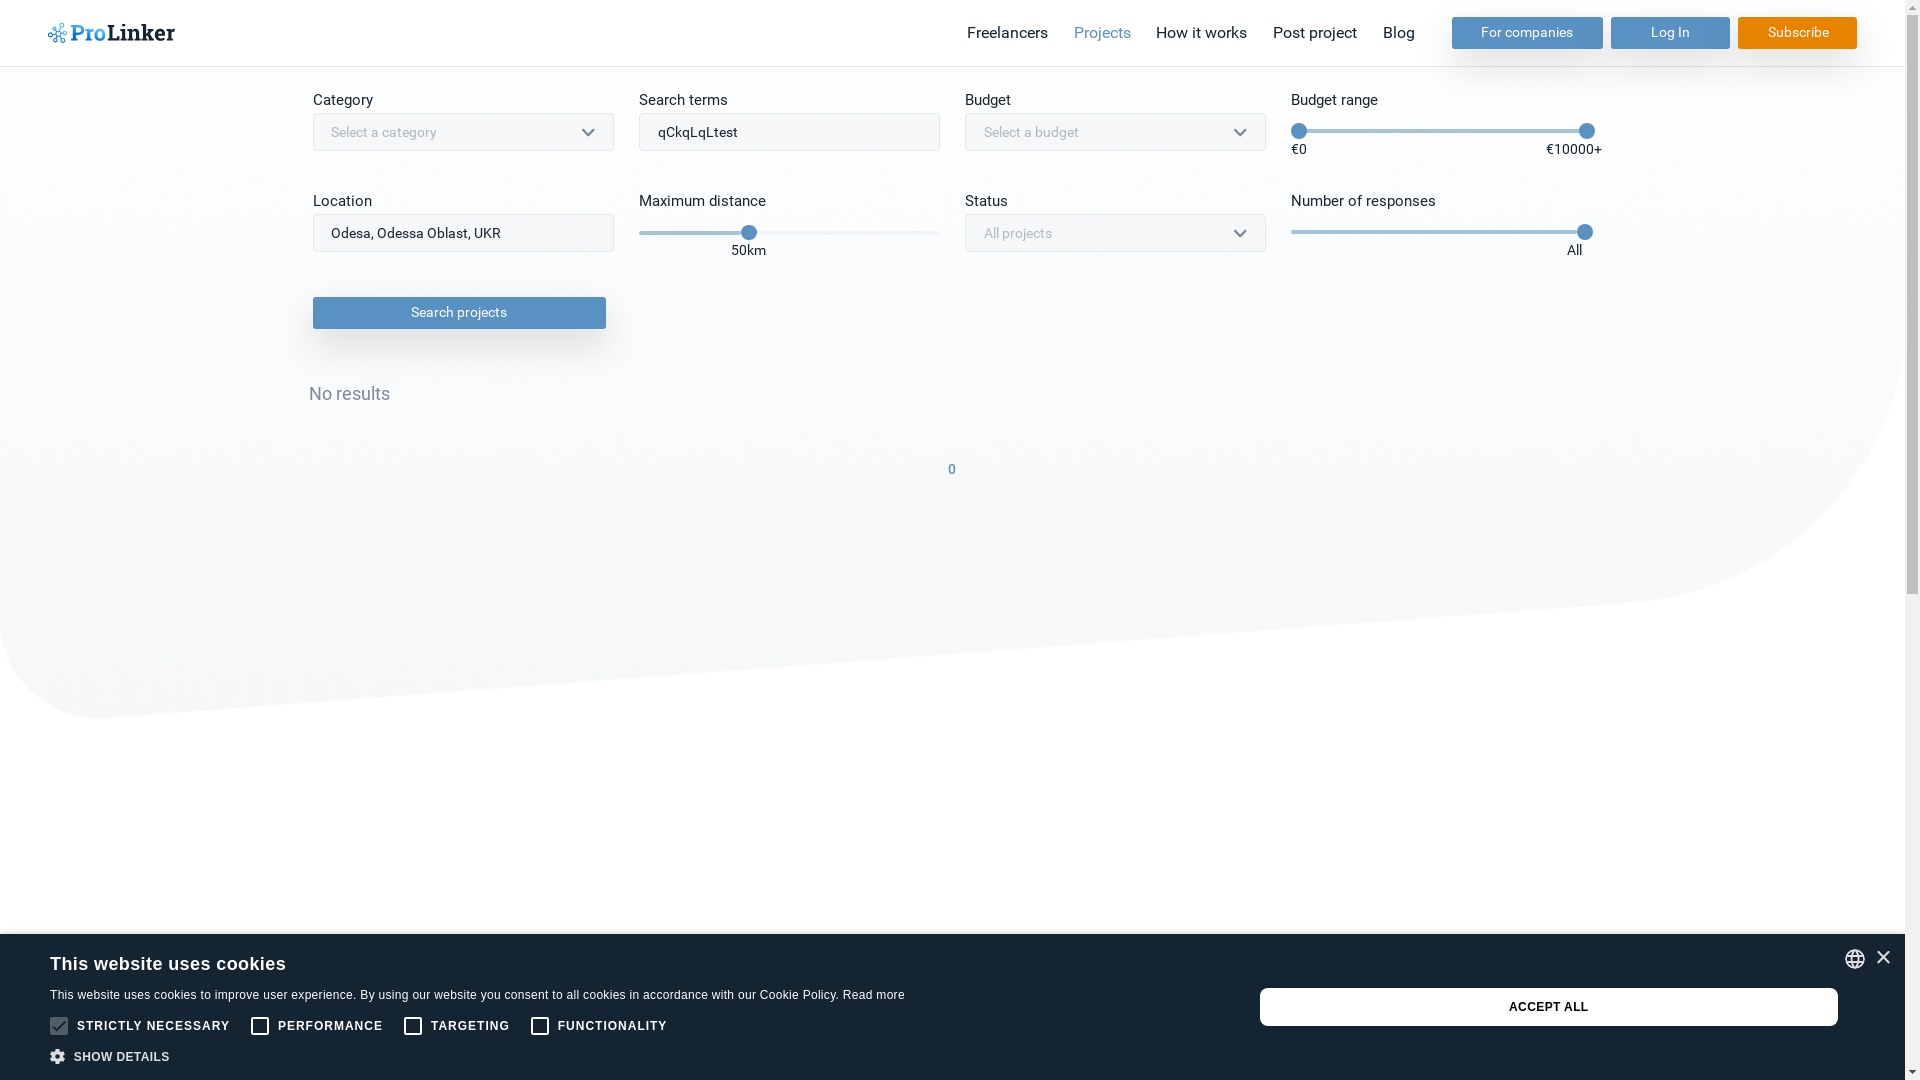 ProLinker
Freelancers
Projects
How it works
Post project
Blog
For companies
Log In
Subscribe
Category
Search terms
Budget
Budget range
Select a category
qCkqLqLtest
Select a budget
€0
€10000+
Location
Maximum distance
Status
Number of responses
Odesa, Odessa Oblast, UKR
50km
All projects
All
Search projects
No results
0
This website uses cookies
This website uses cookies to improve user experience. By using our website you consent to all cookies in accordance with our Cookie Policy. Read more
STRICTLY NECESSARY
PERFORMANCE
TARGETING
FUNCTIONALITY
SHOW DETAILS
ACCEPT ALL
×